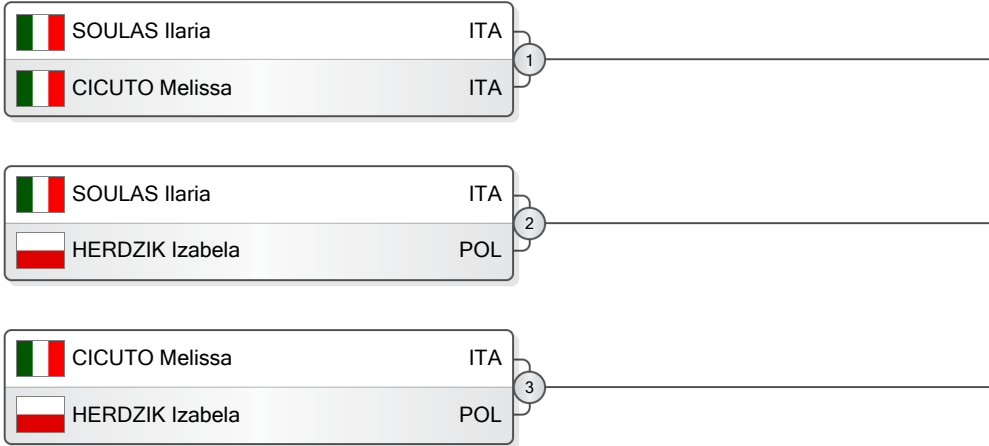 SOULAS Ilaria ITA
1
CICUTO Melissa ITA
SOULAS Ilaria ITA
2
HERDZIK Izabela POL
CICUTO Melissa ITA
3
HERDZIK Izabela POL